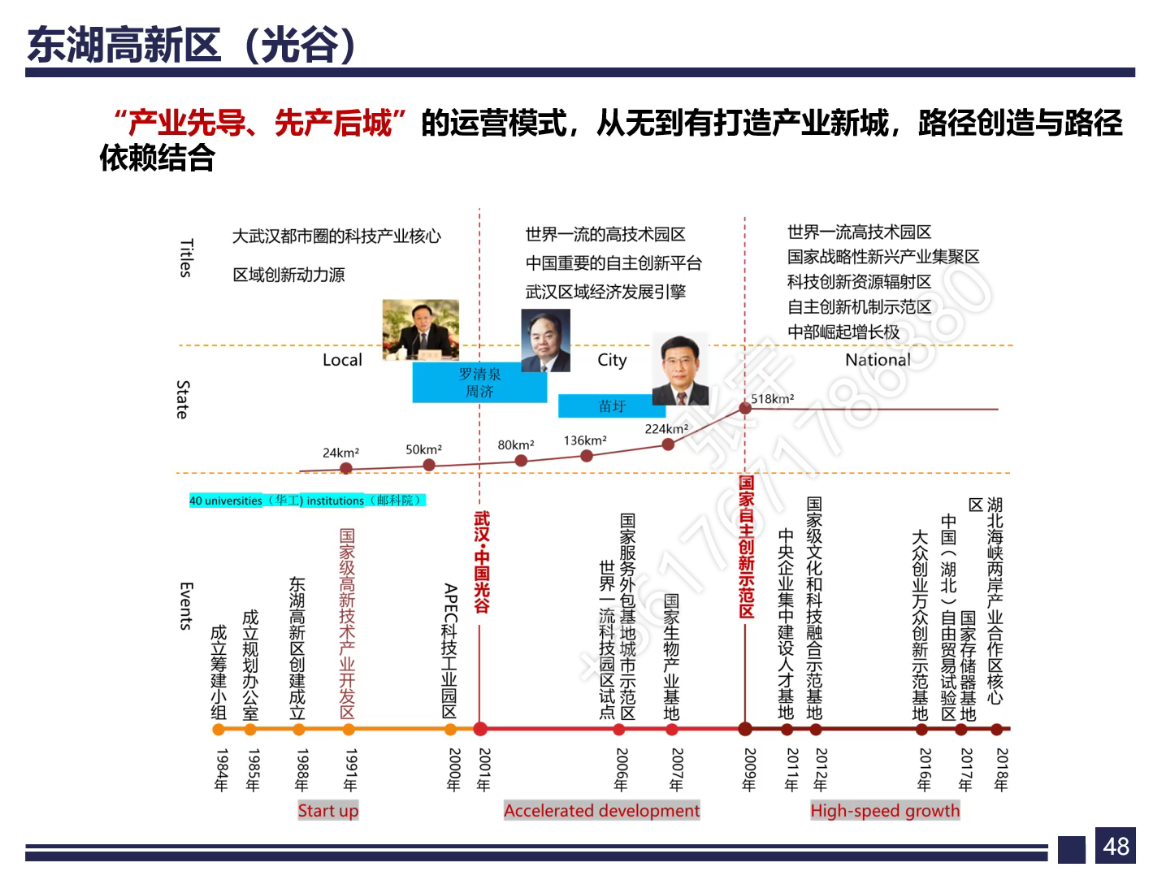 东湖高新区（光谷）
“产业先导、先产后城”的运营模式，从无到有打造产业新城，路径创造与路径
依赖结合
Titles
大武汉都市圈的科技产业核心
区域创新动力源
世界一流的高技术园区
中国重要的自主创新平台
武汉区域经济发展引擎
世界一流高技术园区
国家战略性新兴产业集聚区
科技创新资源辐射区
自主创新机制示范区
中部崛起增长极
State
Local
City
National
罗清泉
周济
苗圩
24km²
50km²
80km²
136km²
224km²
518km²
40 universities（华工) institutions（邮科院）
Events
成立筹建小组
成立规划办公室
东湖高新区创建成立
国家级高新技术产业开发区
APEC科技工业园区
武汉·中国光谷
世界一流科技园区试点
国家服务外包基地城市示范区
国家生物产业基地
国家自主创新示范区
中央企业集中建设人才基地
国家级文化和科技融合示范基地
大众创业万众创新示范基地
中国（湖北）自由贸易试验区
国家存储器基地
湖北海峡两岸产业合作区核心
区
1984年
1985年
1988年
1991年
2000年
2001年
2006年
2007年
2009年
2011年
2012年
2016年
2017年
2018年
Start up
Accelerated development
High-speed growth
张宇
+8617671786880
48